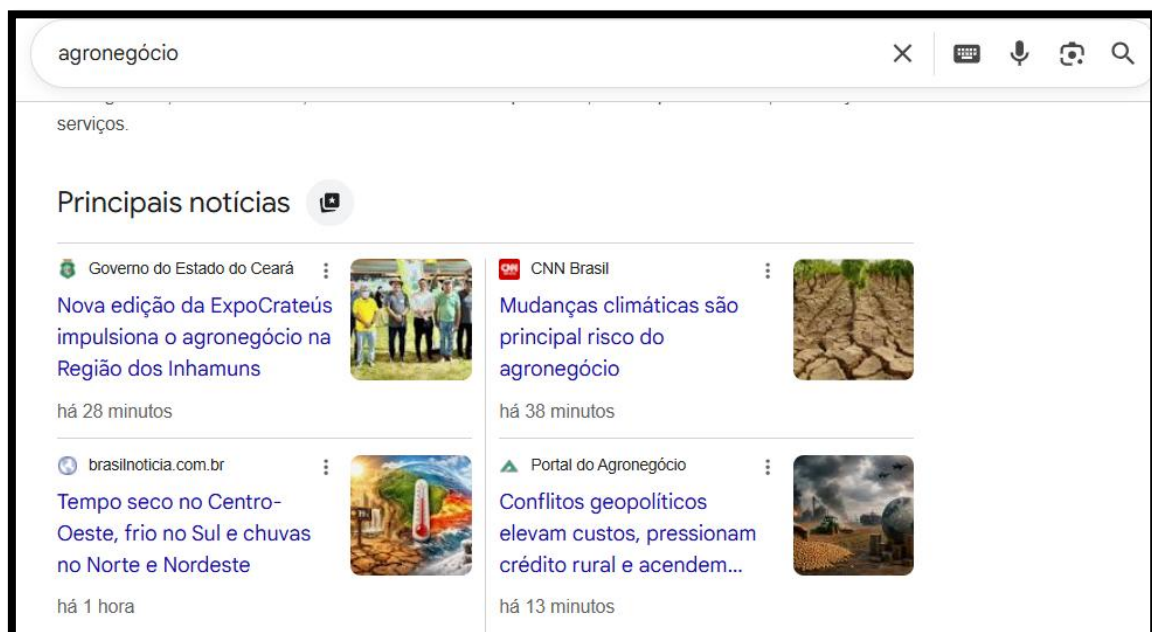 agronegócio
serviços.
Principais notícias
Governo do Estado do Ceará
Nova edição da ExpoCrateús
impulsiona o agronegócio na
Região dos Inhamuns
há 28 minutos
CNN Brasil
Mudanças climáticas são
principal risco do
agronegócio
há 38 minutos
brasilnoticia.com.br
Tempo seco no Centro-
Oeste, frio no Sul e chuvas
no Norte e Nordeste
há 1 hora
Portal do Agronegócio
Conflitos geopolíticos
elevam custos, pressionam
crédito rural e acendem...
há 13 minutos